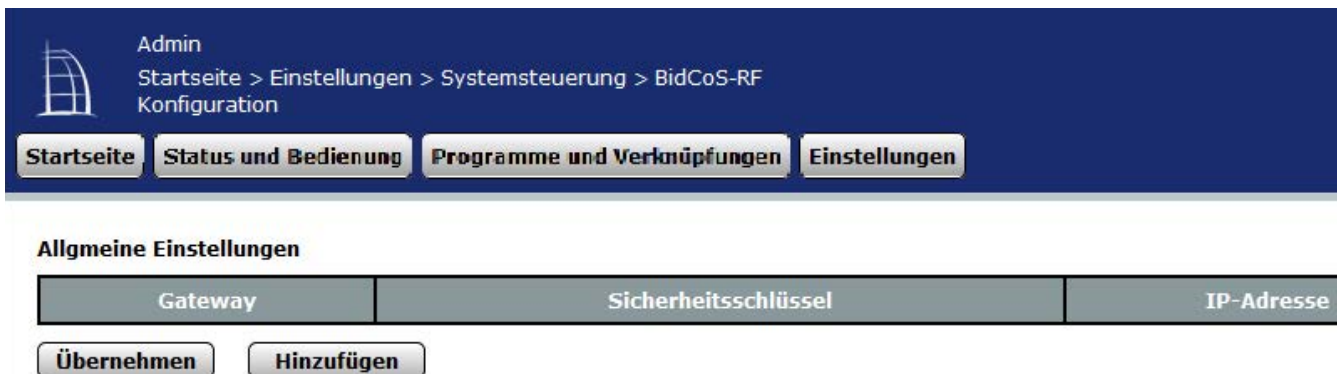 Admin
Startseite > Einstellungen > Systemsteuerung > BidCoS-RF
Konfiguration
Startseite Status und Bedienung Programme und Verknüpfungen Einstellungen
Allgmeine Einstellungen
Gateway Sicherheitsschlüssel IP-Adresse
Übernehmen Hinzufügen